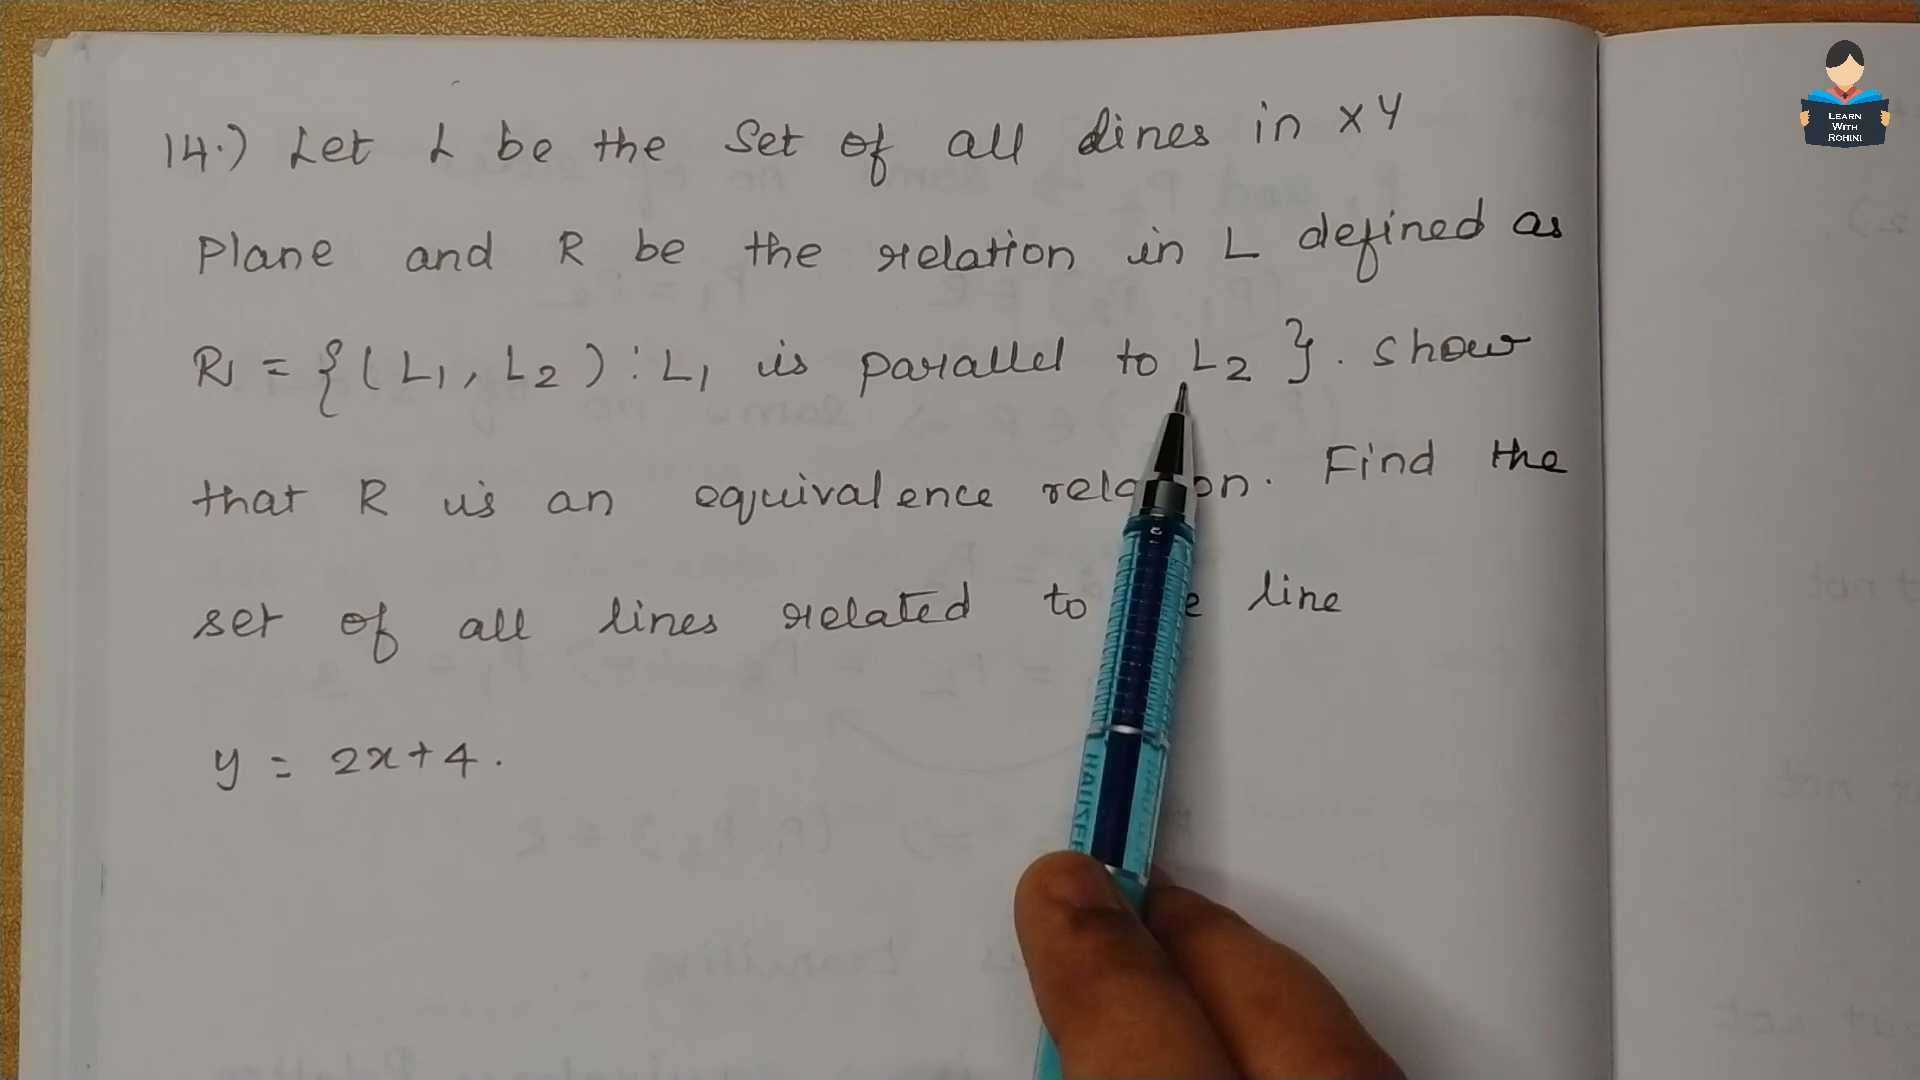 14.) Let L be the Set of all lines in XY
Plane and R be the relation in L defined as
R = {(L1, L2) : L1 is parallel to L2}. show
that R is an equivalence on. Find the
set of all lines related to line
y = 2x+4.
LEARN
WITH
ROHINI